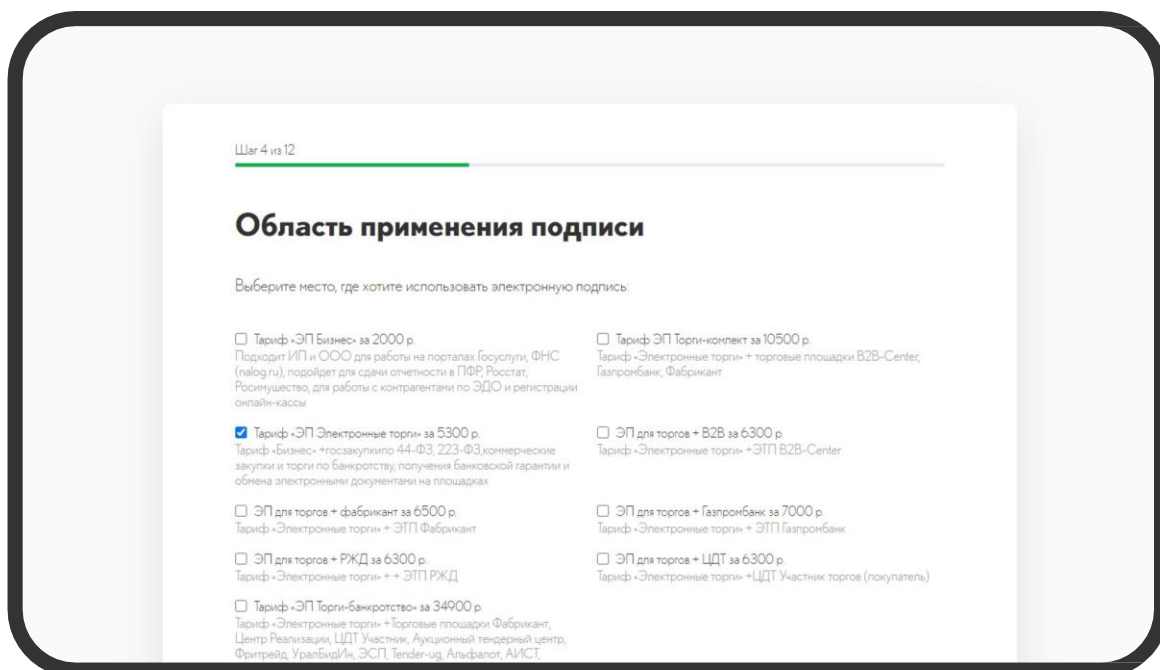 Шаг 4 из 12
Область применения подписи
Выберите место, где хотите использовать электронную подпись:
Тариф «ЭП Бизнес» за 2000 р.
Подходит ИП и ООО для работы на порталах Госуслуги, ФНС
(nalog.ru), подойдет для сдачи отчетности в ПФР, Росстат,
Росимущество, для работы с контрагентами по ЭДО и регистрации
онлайн-кассы
Тариф ЭП Торги-комплект за 10500 р.
Тариф «Электронные торги» + торговые площадки B2B-Center,
Газпромбанк, Фабрикант
Тариф «ЭП Электронные торги» за 5300 р.
Тариф «Бизнес» +госзакупкипо 44-ФЗ, 223-ФЗ,коммерческие
закупки и торги по банкротству, получения банковской гарантии и
обмена электронными документами на площадках
ЭП для торгов + B2B за 6300 р.
Тариф «Электронные торги» +ЭТП B2B-Center
ЭП для торгов + фабрикант за 6500 р.
Тариф «Электронные торги» + ЭТП Фабрикант
ЭП для торгов + Газпромбанк за 7000 р.
Тариф «Электронные торги» + ЭТП Газпромбанк
ЭП для торгов + РЖД за 6300 р.
Тариф «Электронные торги» + + ЭТП РЖД
ЭП для торгов + ЦДТ за 6300 р.
Тариф «Электронные торги» +ЦДТ Участник торгов (покупатель)
Тариф «ЭП Торги-банкротство» за 34900 р.
Тариф «Электронные торги» +Торговые площадки Фабрикант,
Центр Реализации, ЦДТ Участник, Аукционный тендерный центр,
Фритрейд, УралБидИн, ЭСП, Tender-ug, Альфалот, АИСТ,